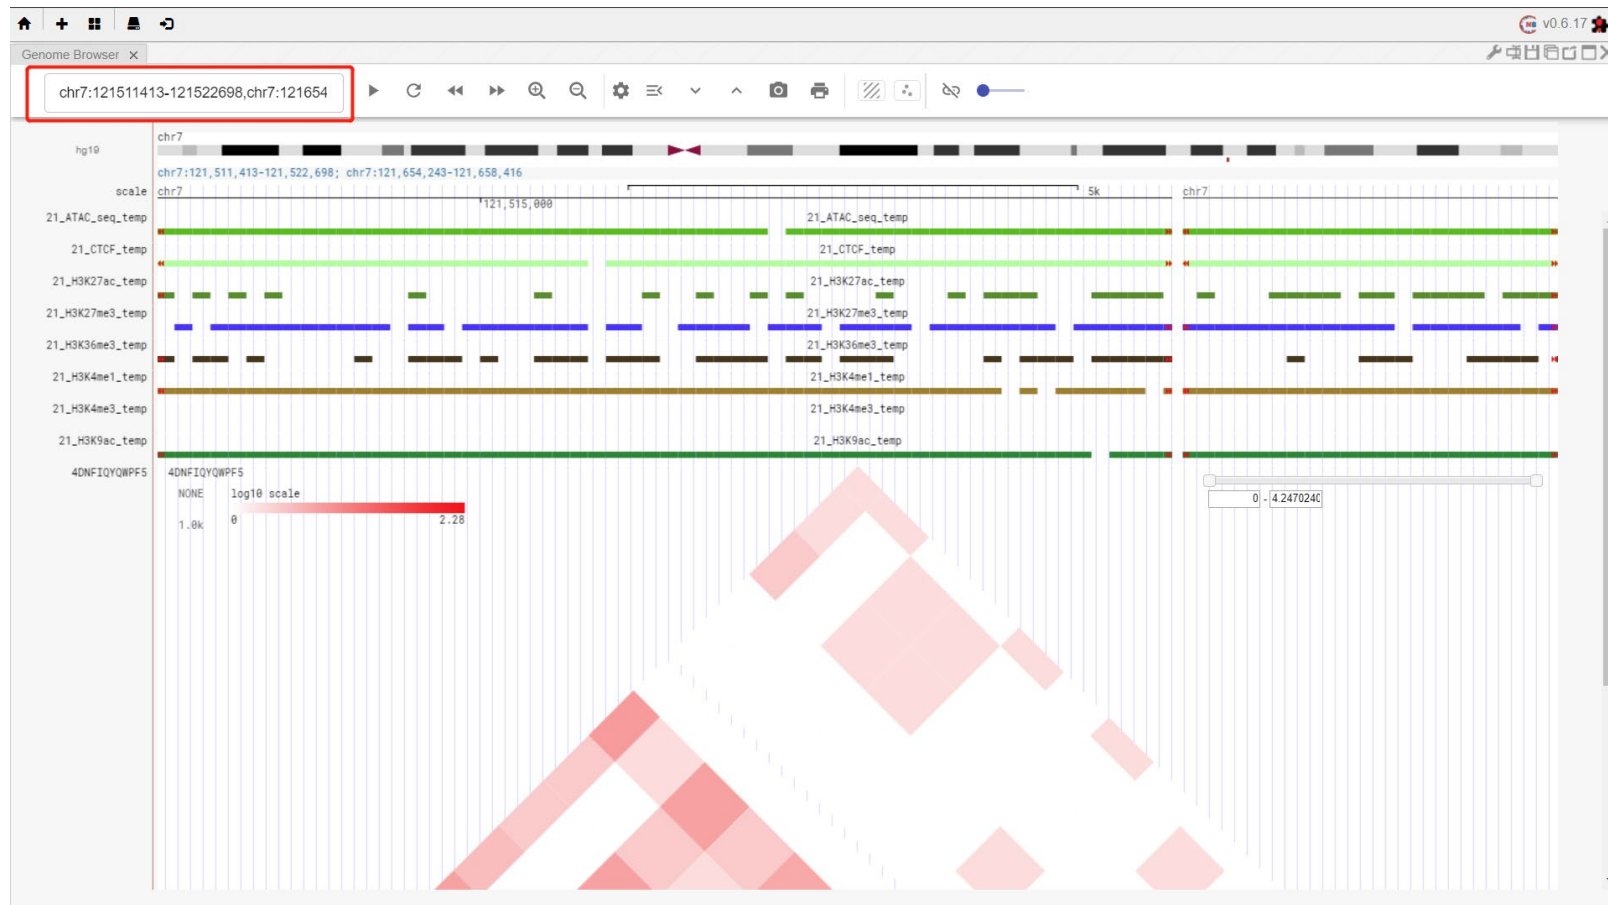 v0.6.17
Genome Browser
chr7:121511413-121522698,chr7:121654
chr7
hg19
chr7:121,511,413-121,522,698; chr7:121,654,243-121,658,416
scale
chr7
5k
chr7
121,515,000
21_ATAC_seq_temp
21_ATAC_seq_temp
21_CTCF_temp
21_CTCF_temp
21_H3K27ac_temp
21_H3K27ac_temp
21_H3K27me3_temp
21_H3K27me3_temp
21_H3K36me3_temp
21_H3K36me3_temp
21_H3K4me1_temp
21_H3K4me1_temp
21_H3K4me3_temp
21_H3K4me3_temp
21_H3K9ac_temp
21_H3K9ac_temp
4DNFIQYQWPF5
4DNFIQYQWPF5
NONE
log10 scale
0 - 4.247024
1.0k
0
2.28